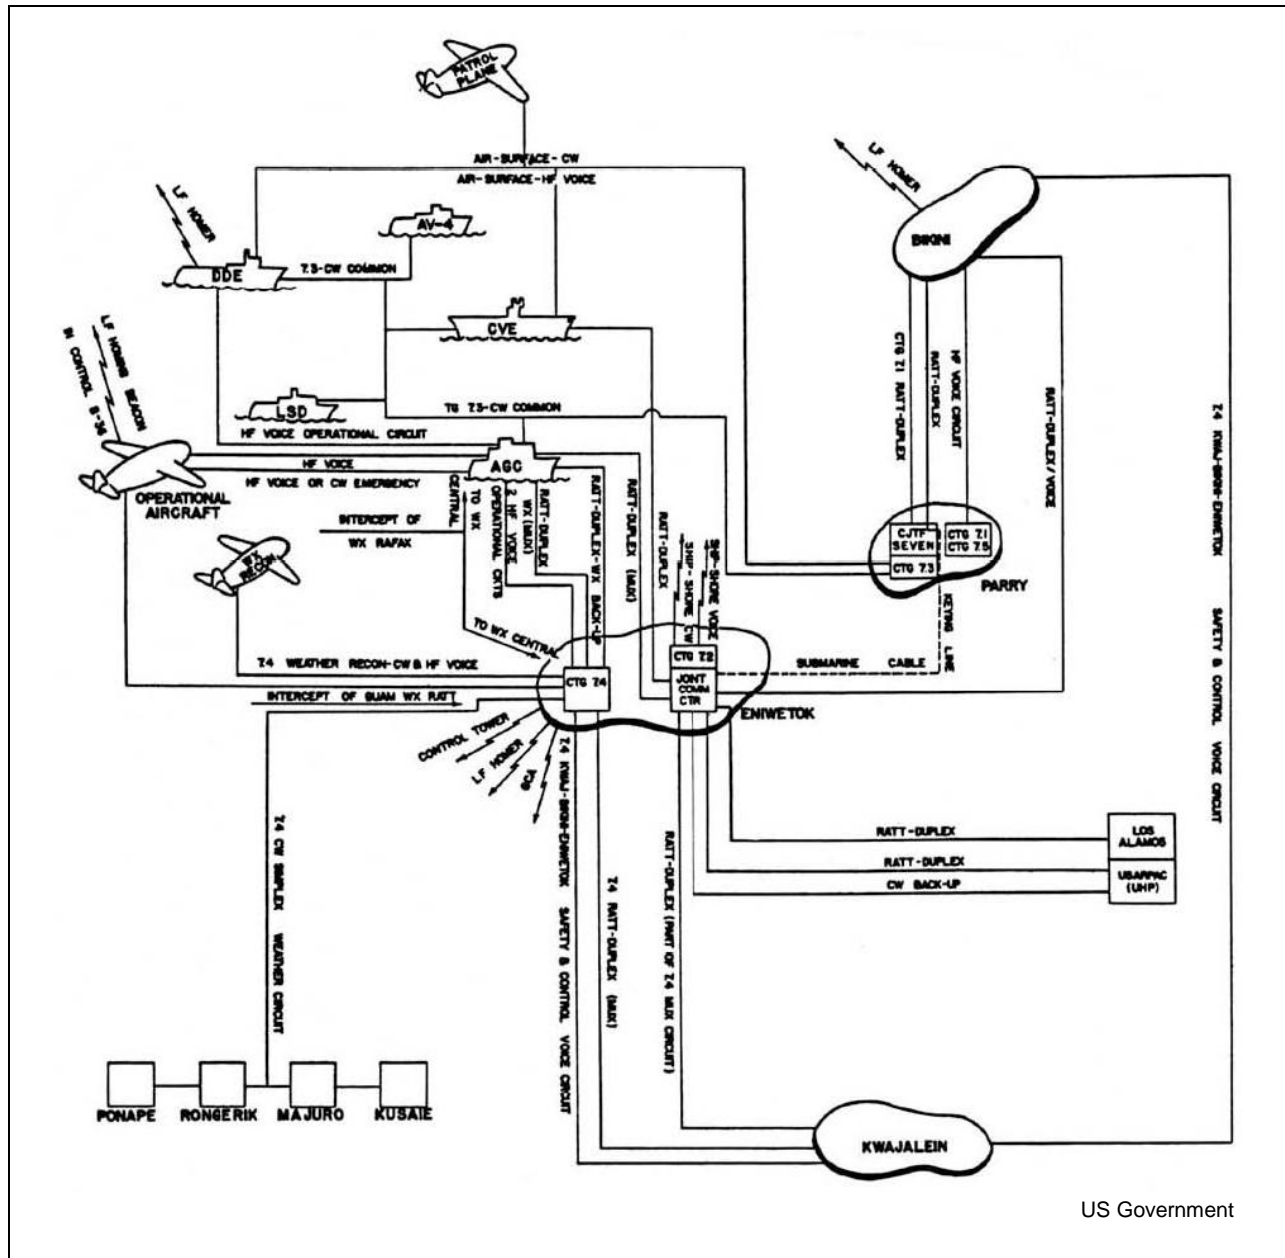 PATROL
PLANE
AIR-SURFACE-CW
AIR-SURFACE-HF VOICE
LF HOMER
LF HOMER
AV-4
BIKINI
DDE
7.3-CW COMMON
CVE
LF HOMING BEACON
IN CONTROL B-36
CTG 7.1 RATT-DUPLEX
RATT-DUPLEX
HF VOICE CIRCUIT
RATT-DUPLEX/VOICE
7.4 KWAJ-BIKINI-ENIWETOK SAFETY & CONTROL VOICE CIRCUIT
LSD
TG 7.3-CW COMMON
HF VOICE OPERATIONAL CIRCUIT
HF VOICE
AGC
HF VOICE OR CW EMERGENCY
OPERATIONAL
AIRCRAFT
TO WX
CENTRAL
2 HF VOICE
OPERATIONAL CKTS
RATT-DUPLEX
WX (MUX)
RATT-DUPLEX-WX BACK-UP
RATT-DUPLEX (MUX)
RATT-DUPLEX
SHIP-SHORE CW
SHIP-SHORE VOICE
INTERCEPT OF
WX RAFAX
WX
RECON
CJTF
SEVEN
CTG 7.3
CTG 7.1
CTG 7.5
PARRY
KEYING LINE
TO WX CENTRAL
7.4 WEATHER RECON-CW & HF VOICE
CTG 7.4
CTG 7.2
JOINT
COMM
CTR
SUBMARINE CABLE
INTERCEPT OF GUAM WX RATT
ENIWETOK
CONTROL TOWER
LF HOMER
GCA
7.4 CW SIMPLEX WEATHER CIRCUIT
7.4 KWAJ-BIKINI-ENIWETOK SAFETY & CONTROL VOICE CIRCUIT
7.4 RATT-DUPLEX (MUX)
RATT-DUPLEX (PART OF 7.4 MUX CIRCUIT)
RATT-DUPLEX
LOS
ALAMOS
RATT-DUPLEX
CW BACK-UP
USARPAC
(UHP)
PONAPE
RONGERIK
MAJURO
KUSAIE
KWAJALEIN
US Government